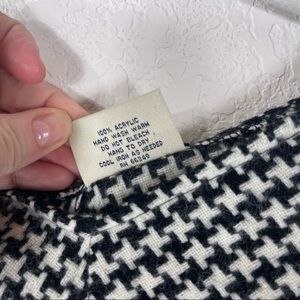 100% ACRYLIC
HAND WASH WARM
DO NOT BLEACH
HANG TO DRY
COOL IRON AS NEEDED
RN 66349